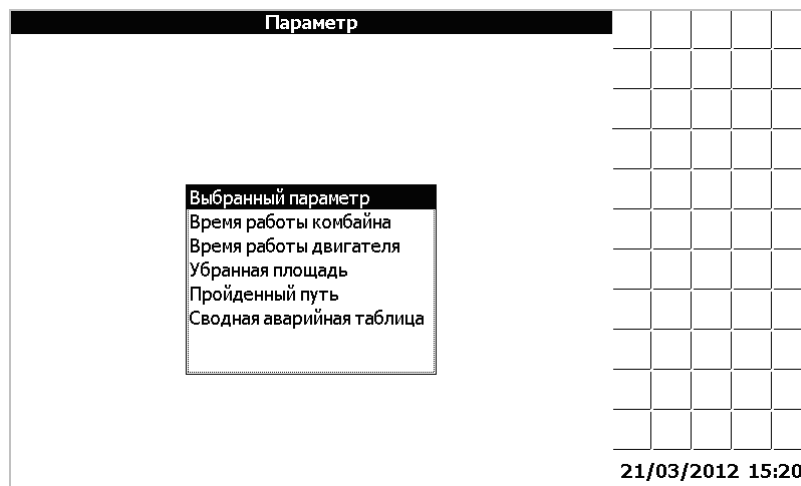 Параметр
Выбранный параметр
Время работы комбайна
Время работы двигателя
Убранная площадь
Пройденный путь
Сводная аварийная таблица
21/03/2012 15:20